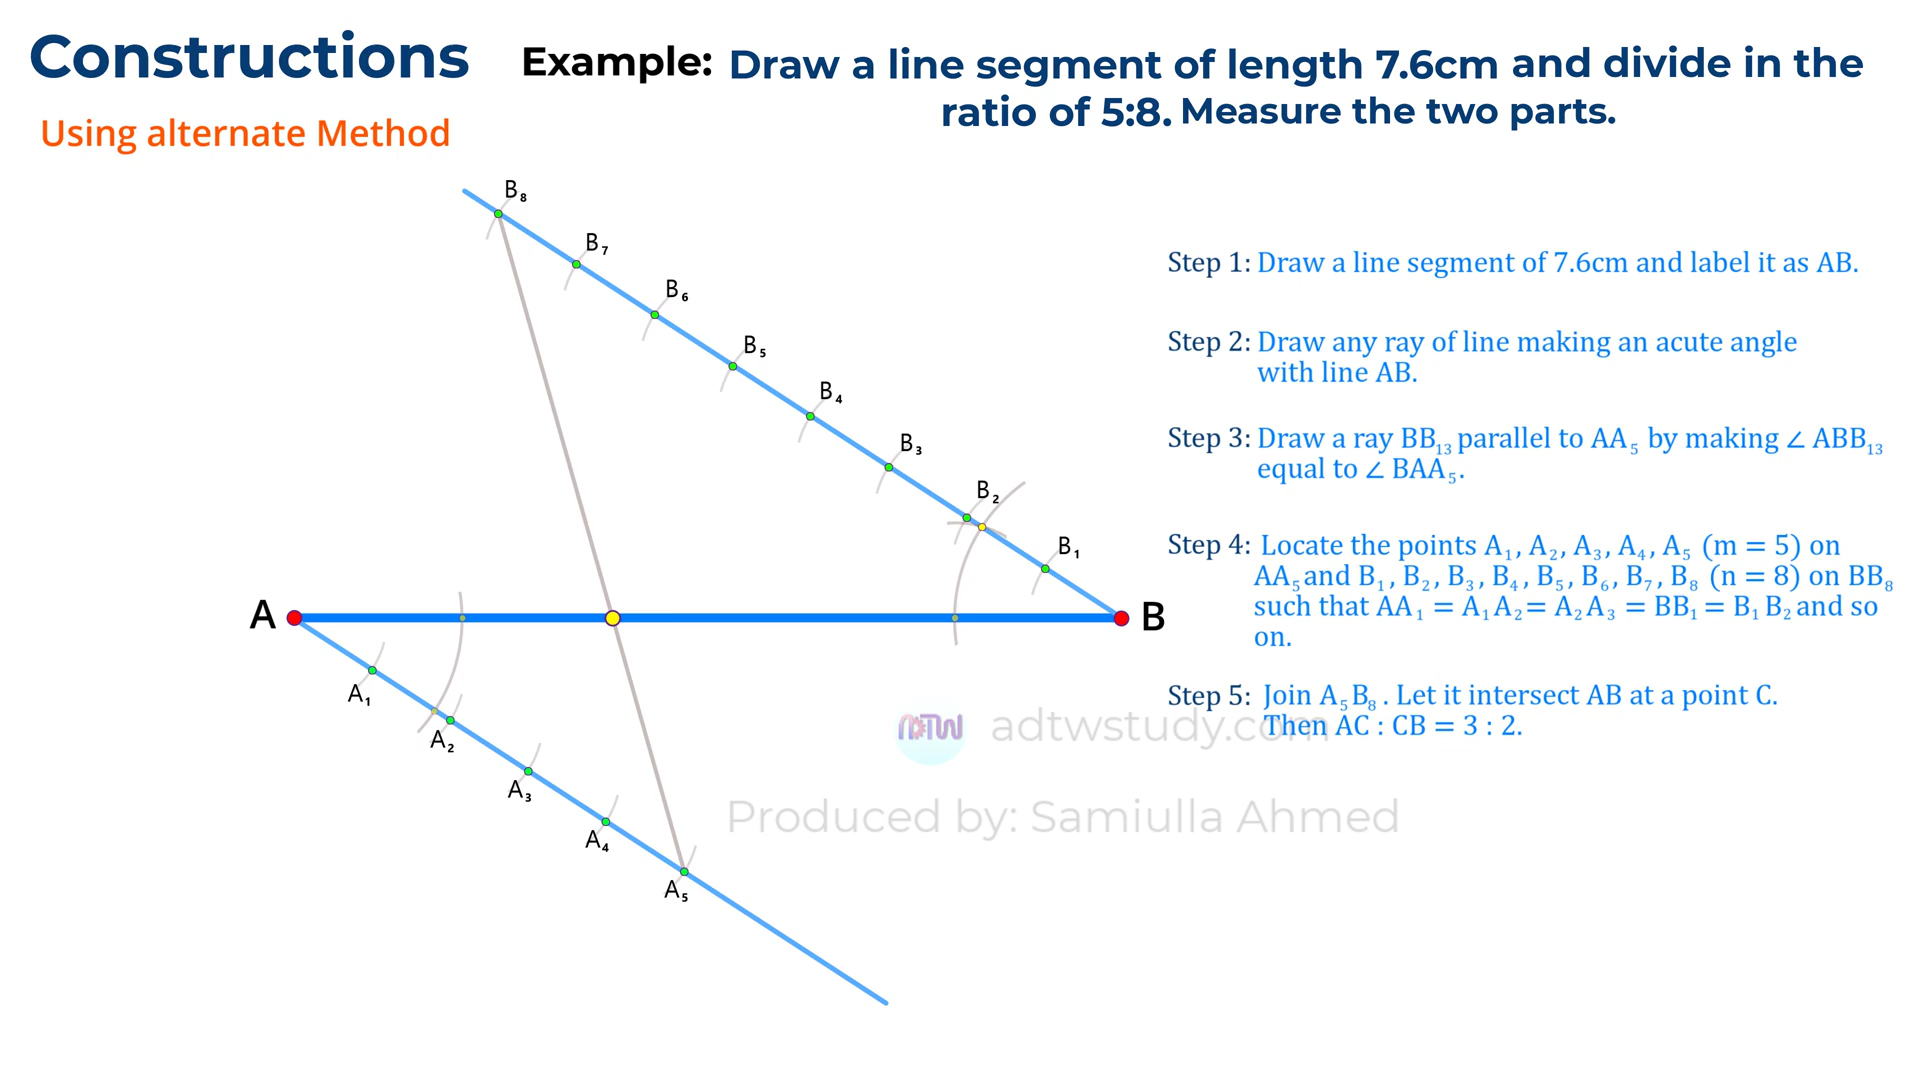 Constructions
Example: Draw a line segment of length 7.6cm and divide in the
ratio of 5:8. Measure the two parts.
Using alternate Method
B₈
B₇
B₆
B₅
B₄
B₃
B₂
B₁
A
B
A₁
A₂
A₃
A₄
A₅
Step 1: Draw a line segment of 7.6cm and label it as AB.
Step 2: Draw any ray of line making an acute angle
with line AB.
Step 3: Draw a ray BB₁₃ parallel to AA₅ by making ∠ ABB₁₃
equal to ∠ BAA₅.
Step 4: Locate the points A₁, A₂, A₃, A₄, A₅ (m = 5) on
AA₅ and B₁, B₂, B₃, B₄, B₅, B₆, B₇, B₈ (n = 8) on BB₈
such that AA₁ = A₁A₂ = A₂A₃ = BB₁ = B₁B₂ and so
on.
Step 5: Join A₅B₈. Let it intersect AB at a point C.
Then AC : CB = 3 : 2.
ADTW adtwstudy.com
Produced by: Samiulla Ahmed